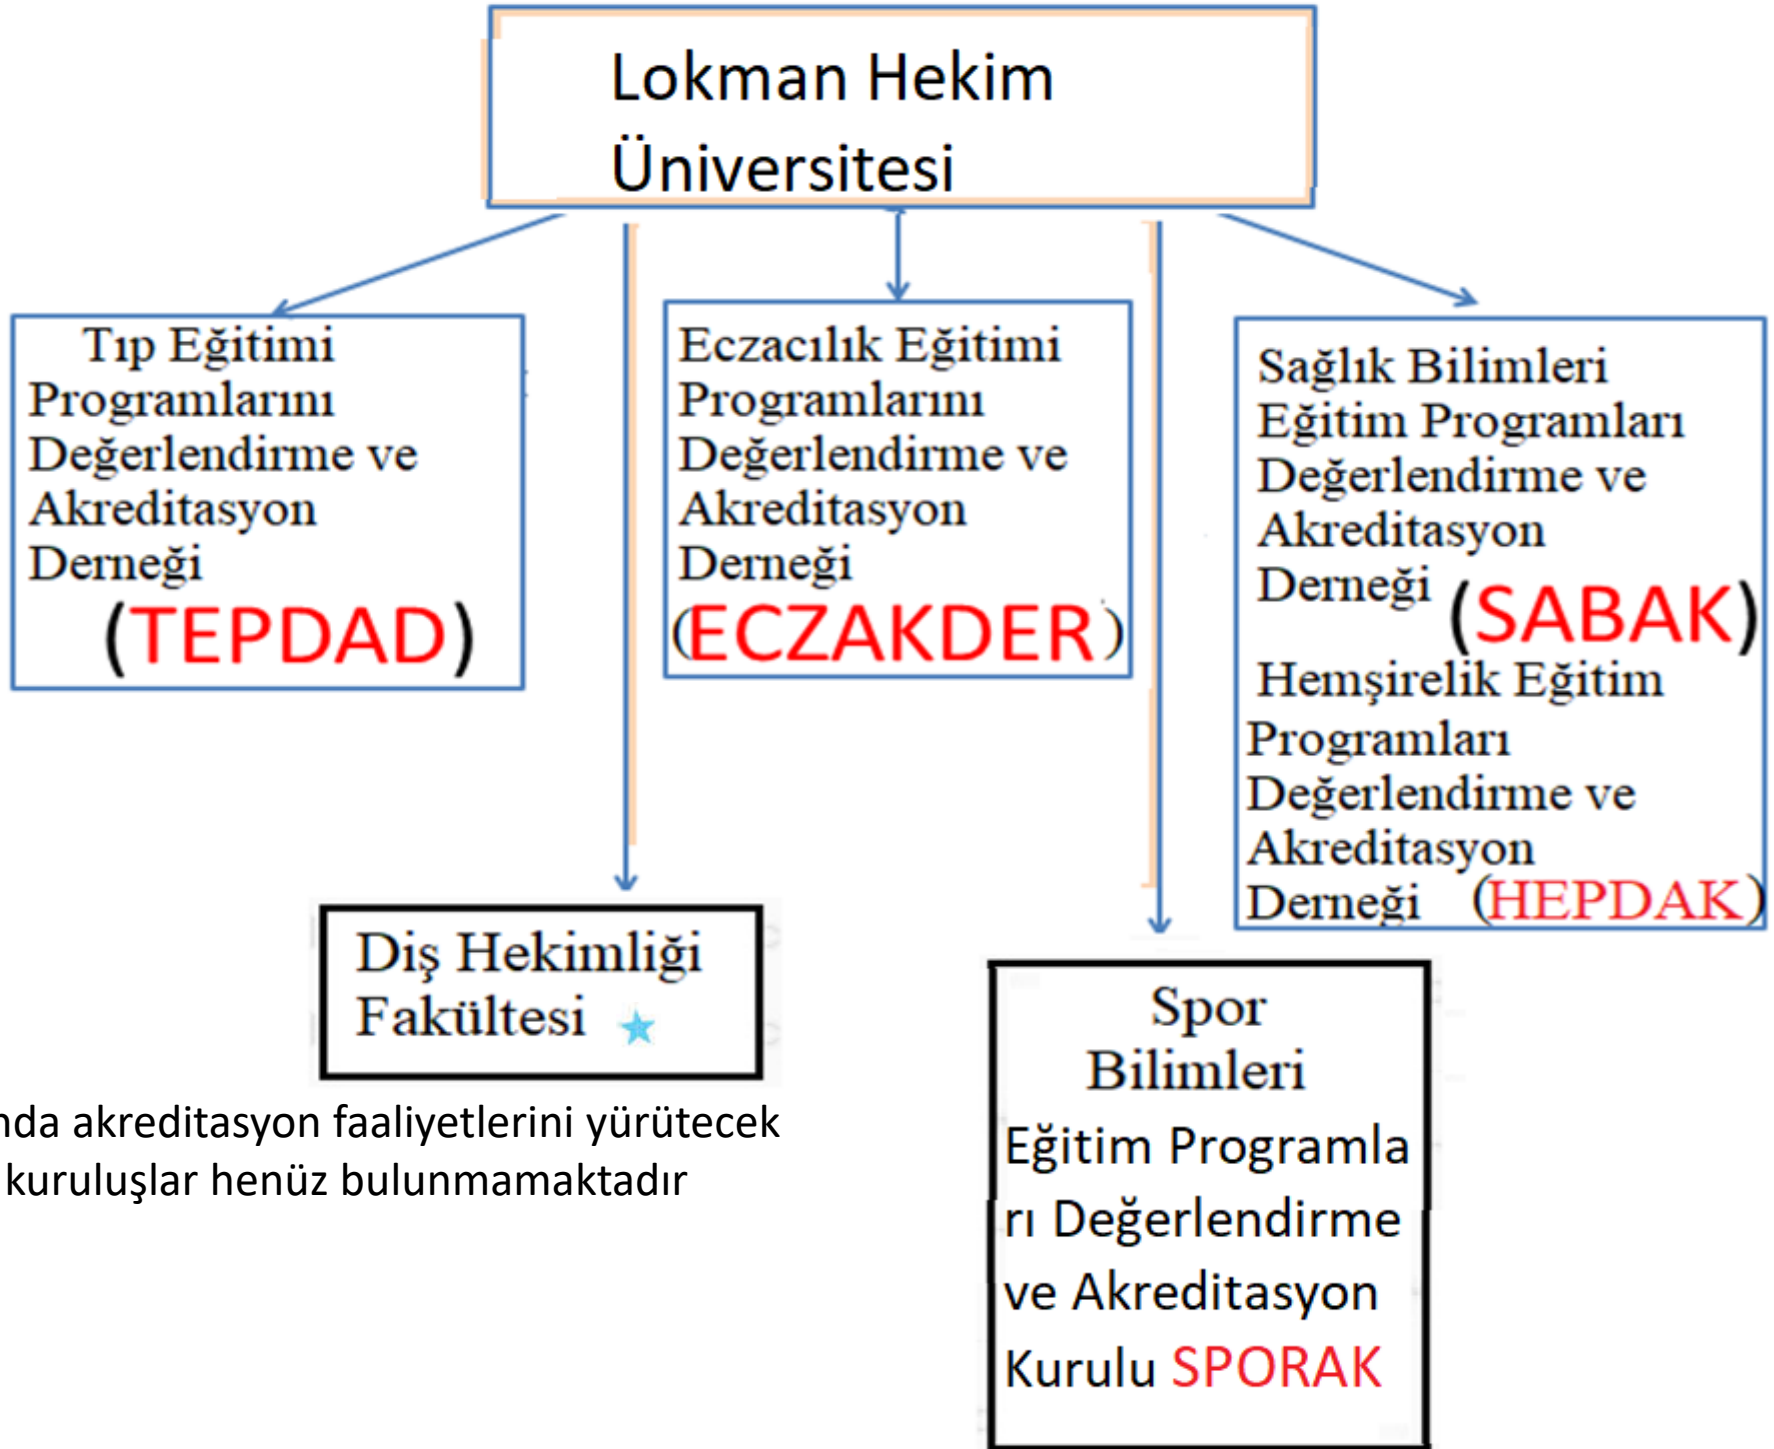 Lokman Hekim
Üniversitesi
Tıp Eğitimi
Programlarını
Değerlendirme ve
Akreditasyon
Derneği
(TEPDAD)
Eczacılık Eğitimi
Programlarını
Değerlendirme ve
Akreditasyon
Derneği
(ECZAKDER)
Sağlık Bilimleri
Eğitim Programları
Değerlendirme ve
Akreditasyon
Derneği (SABAK)
Hemşirelik Eğitim
Programları
Değerlendirme ve
Akreditasyon
Derneği (HEPDAK)
Diş Hekimliği
Fakültesi
akreditasyon faaliyetlerini yürütecek
kuruluşlar henüz bulunmamaktadır
Spor
Bilimleri
Eğitim Programla
rı Değerlendirme
ve Akreditasyon
Kurulu SPORAK